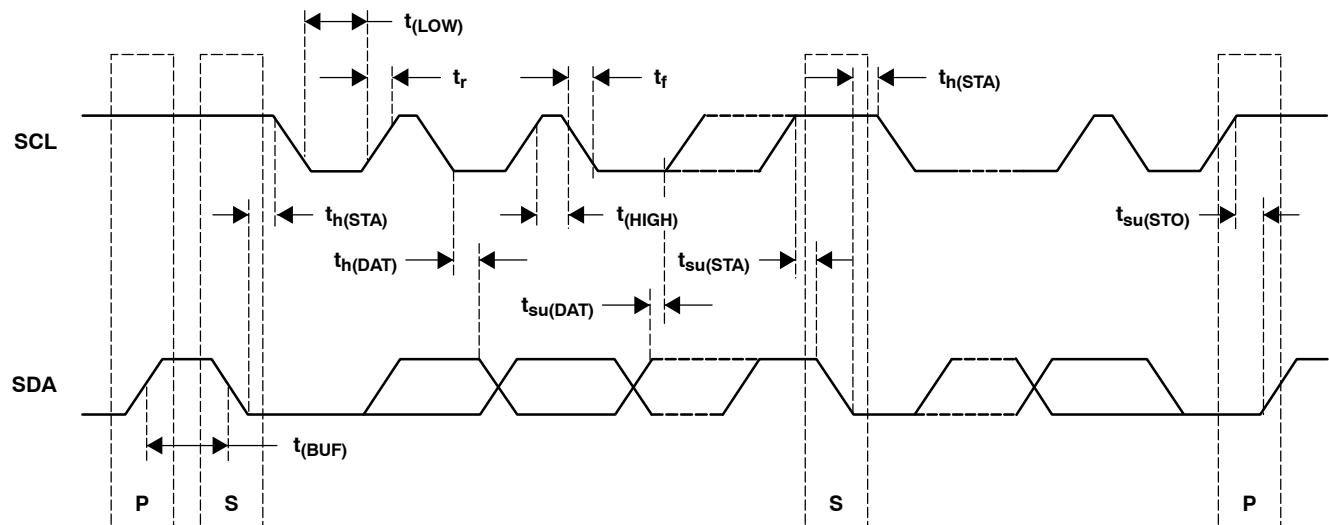 t(LOW)
tr
tf
th(STA)
SCL
th(STA)
t(HIGH)
tsu(STO)
th(DAT)
tsu(STA)
tsu(DAT)
SDA
t(BUF)
P
S
S
P